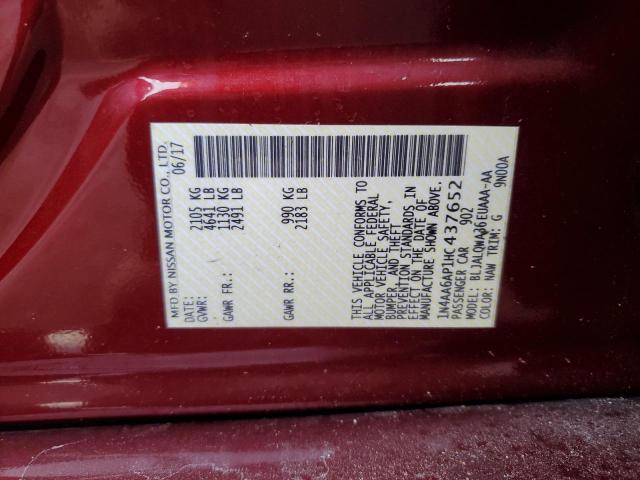 MFD BY NISSAN MOTOR CO., LTD.
06/17
GVWR: 2105 KG
4641 LB
GAWR FR.: 1130 KG
2491 LB
GAWR RR.: 990 KG
2183 LB
THIS VEHICLE CONFORMS TO
ALL APPLICABLE FEDERAL
MOTOR VEHICLE SAFETY,
BUMPER, AND THEFT
PREVENTION STANDARDS IN
EFFECT ON THE DATE OF
MANUFACTURE SHOWN ABOVE.
1N4AA6AP1HC437652
PASSENGER CAR 902
MODEL: BLJALQWA36EUAAA-AA
COLOR: NAW TRIM: G 9N00A